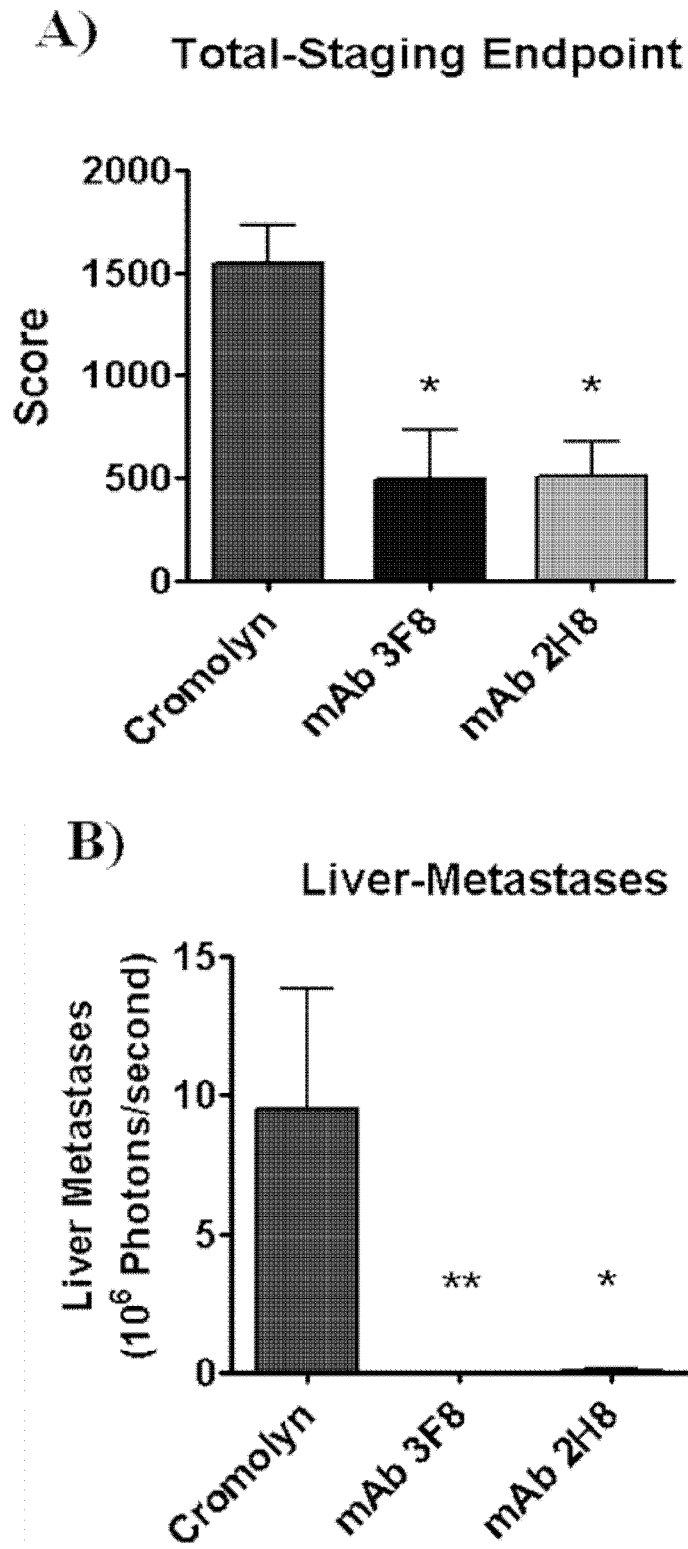 A)
Total-Staging Endpoint
Score
2000
1500
1000
500
0
*
*
Cromolyn
mAb 3F8
mAb 2H8
B)
Liver-Metastases
Liver Metastases
(10⁶ Photons/second)
15
10
5
0
**
*
Cromolyn
mAb 3F8
mAb 2H8